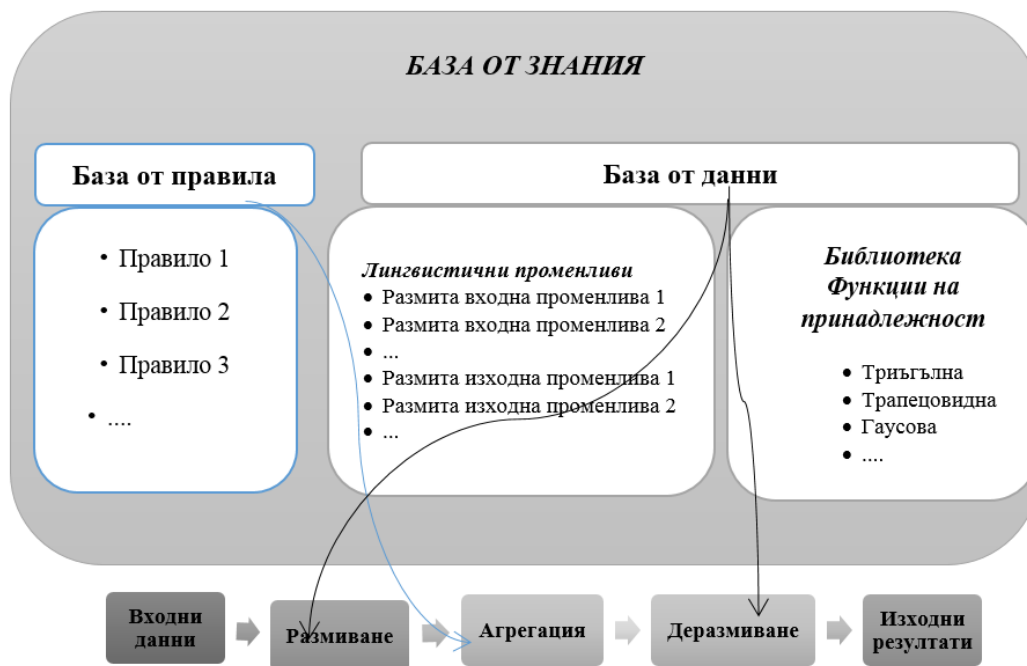 БАЗА ОТ ЗНАНИЯ
База от правила
База от данни
• Правило 1
• Правило 2
• Правило 3
• ....
Лингвистични променливи
• Размита входна променлива 1
• Размита входна променлива 2
• ...
• Размита изходна променлива 1
• Размита изходна променлива 2
• ...
Библиотека
Функции на
принадлежност
• Триъгълна
• Трапецовидна
• Гаусова
• ....
Входни
данни
Размиване
Агрегация
Деразмиване
Изходни
резултати